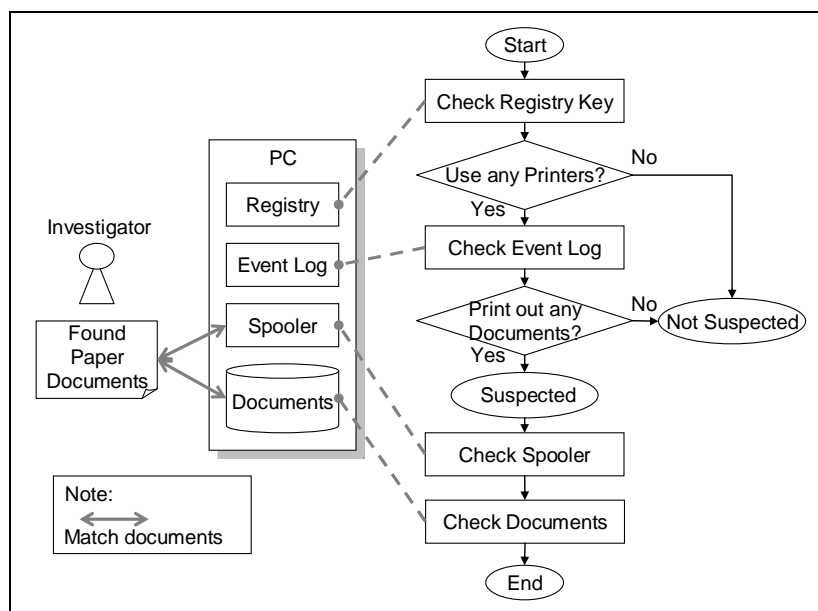 Start
Check Registry Key
PC
Use any Printers?
No
Yes
Registry
Investigator
Event Log
Check Event Log
Spooler
Print out any
Documents?
No
Not Suspected
Yes
Found
Paper
Documents
Documents
Suspected
Check Spooler
Note:
Match documents
Check Documents
End